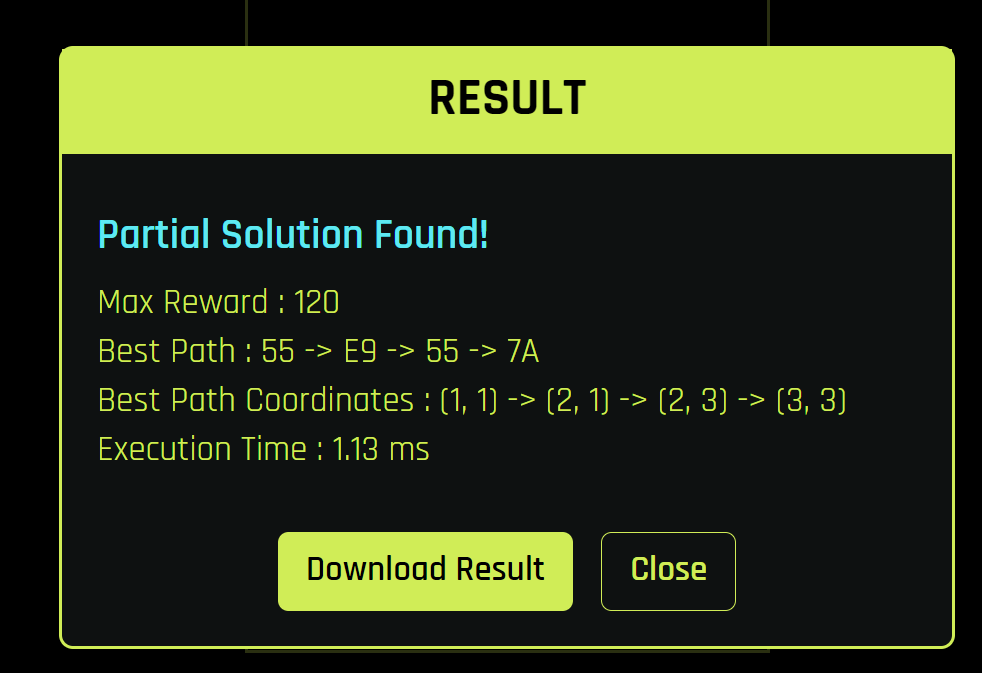 RESULT
Partial Solution Found!
Max Reward : 120
Best Path : 55 -> E9 -> 55 -> 7A
Best Path Coordinates : (1, 1) -> (2, 1) -> (2, 3) -> (3, 3)
Execution Time : 1.13 ms
Download Result
Close